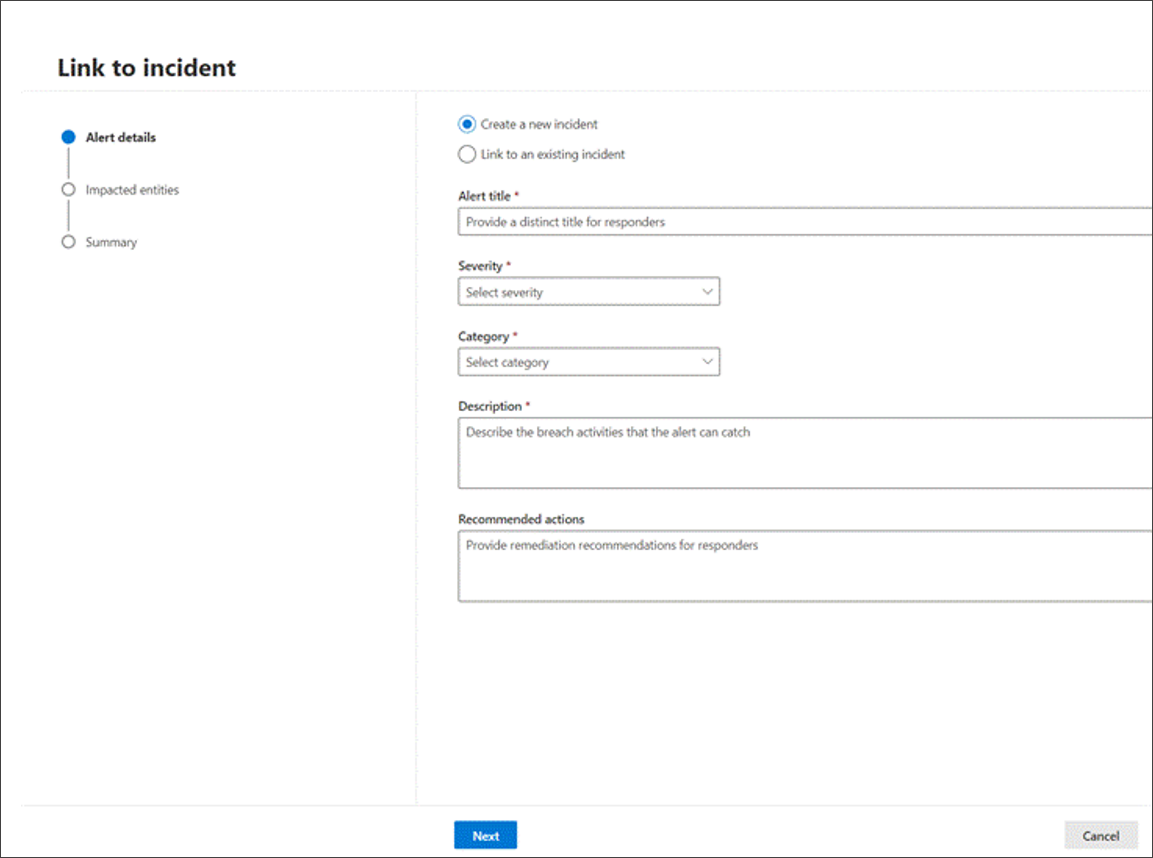 Link to incident
Alert details
Impacted entities
Summary
Create a new incident
Link to an existing incident
Alert title *
Provide a distinct title for responders
Severity *
Select severity
Category *
Select category
Description *
Describe the breach activities that the alert can catch
Recommended actions
Provide remediation recommendations for responders
Next
Cancel